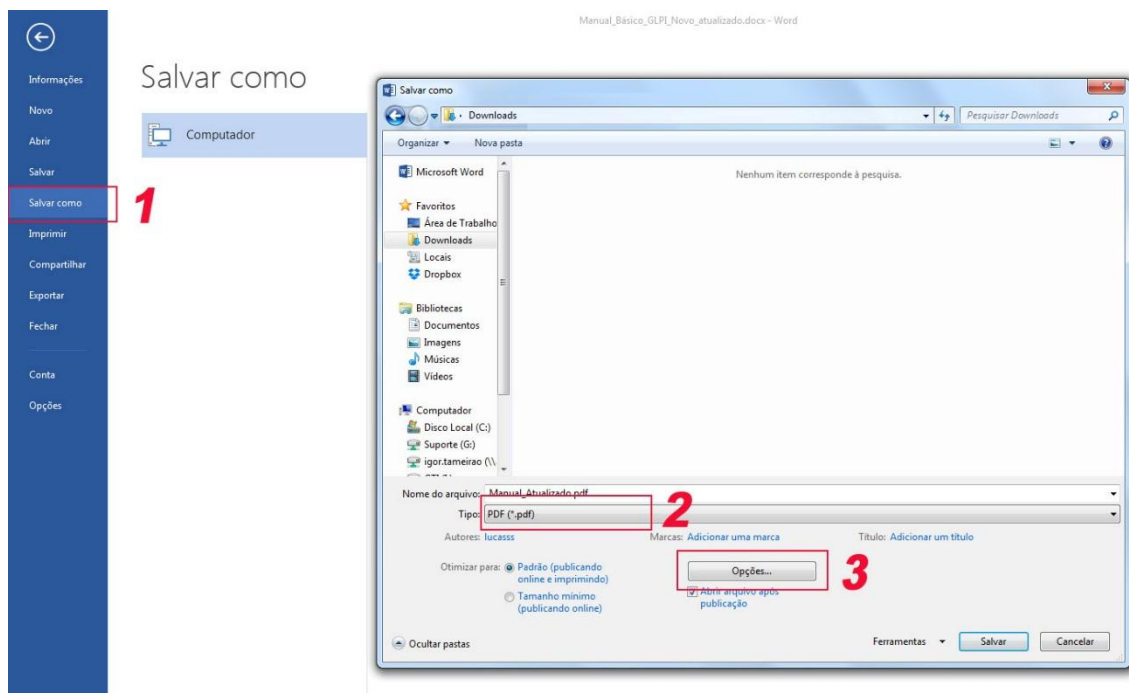 Manual_Básico_GLPI_Novo_atualizado.docx - Word
Informações
Novo
Abrir
Salvar
Salvar como
Imprimir
Compartilhar
Exportar
Fechar
Conta
Opções
Salvar como
Computador
1
Salvar como
Downloads
Pesquisar Downloads
Organizar
Nova pasta
Microsoft Word
Favoritos
Área de Trabalho
Downloads
Locais
Dropbox
Bibliotecas
Documentos
Imagens
Músicas
Vídeos
Computador
Disco Local (C:)
Suporte (G:)
igor.tameirao (\\
Nenhum item corresponde à pesquisa.
Nome do arquivo: Manual_Atualizado.pdf
Tipo: PDF (*.pdf)
2
Autores: lucasss
Marcas: Adicionar uma marca
Título: Adicionar um título
Otimizar para: Padrão (publicando
online e imprimindo)
Tamanho mínimo
(publicando online)
Opções...
3
Abrir arquivo após
publicação
Ocultar pastas
Ferramentas
Salvar
Cancelar